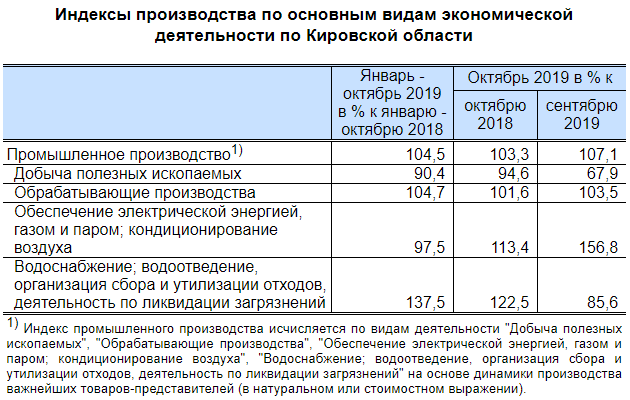 Индексы производства по основным видам экономической
деятельности по Кировской области
Январь -
октябрь 2019
в % к январю -
октябрю 2018
Октябрь 2019 в % к
октябрю
2018
сентябрю
2019
Промышленное производство1) 104,5 103,3 107,1
Добыча полезных ископаемых 90,4 94,6 67,9
Обрабатывающие производства 104,7 101,6 103,5
Обеспечение электрической энергией,
газом и паром; кондиционирование
воздуха 97,5 113,4 156,8
Водоснабжение; водоотведение,
организация сбора и утилизации отходов,
деятельность по ликвидации загрязнений 137,5 122,5 85,6
1) Индекс промышленного производства исчисляется по видам деятельности "Добыча полезных
ископаемых", "Обрабатывающие производства", "Обеспечение электрической энергией, газом и
паром; кондиционирование воздуха", "Водоснабжение; водоотведение, организация сбора и
утилизации отходов, деятельность по ликвидации загрязнений" на основе динамики производства
важнейших товаров-представителей (в натуральном или стоимостном выражении).